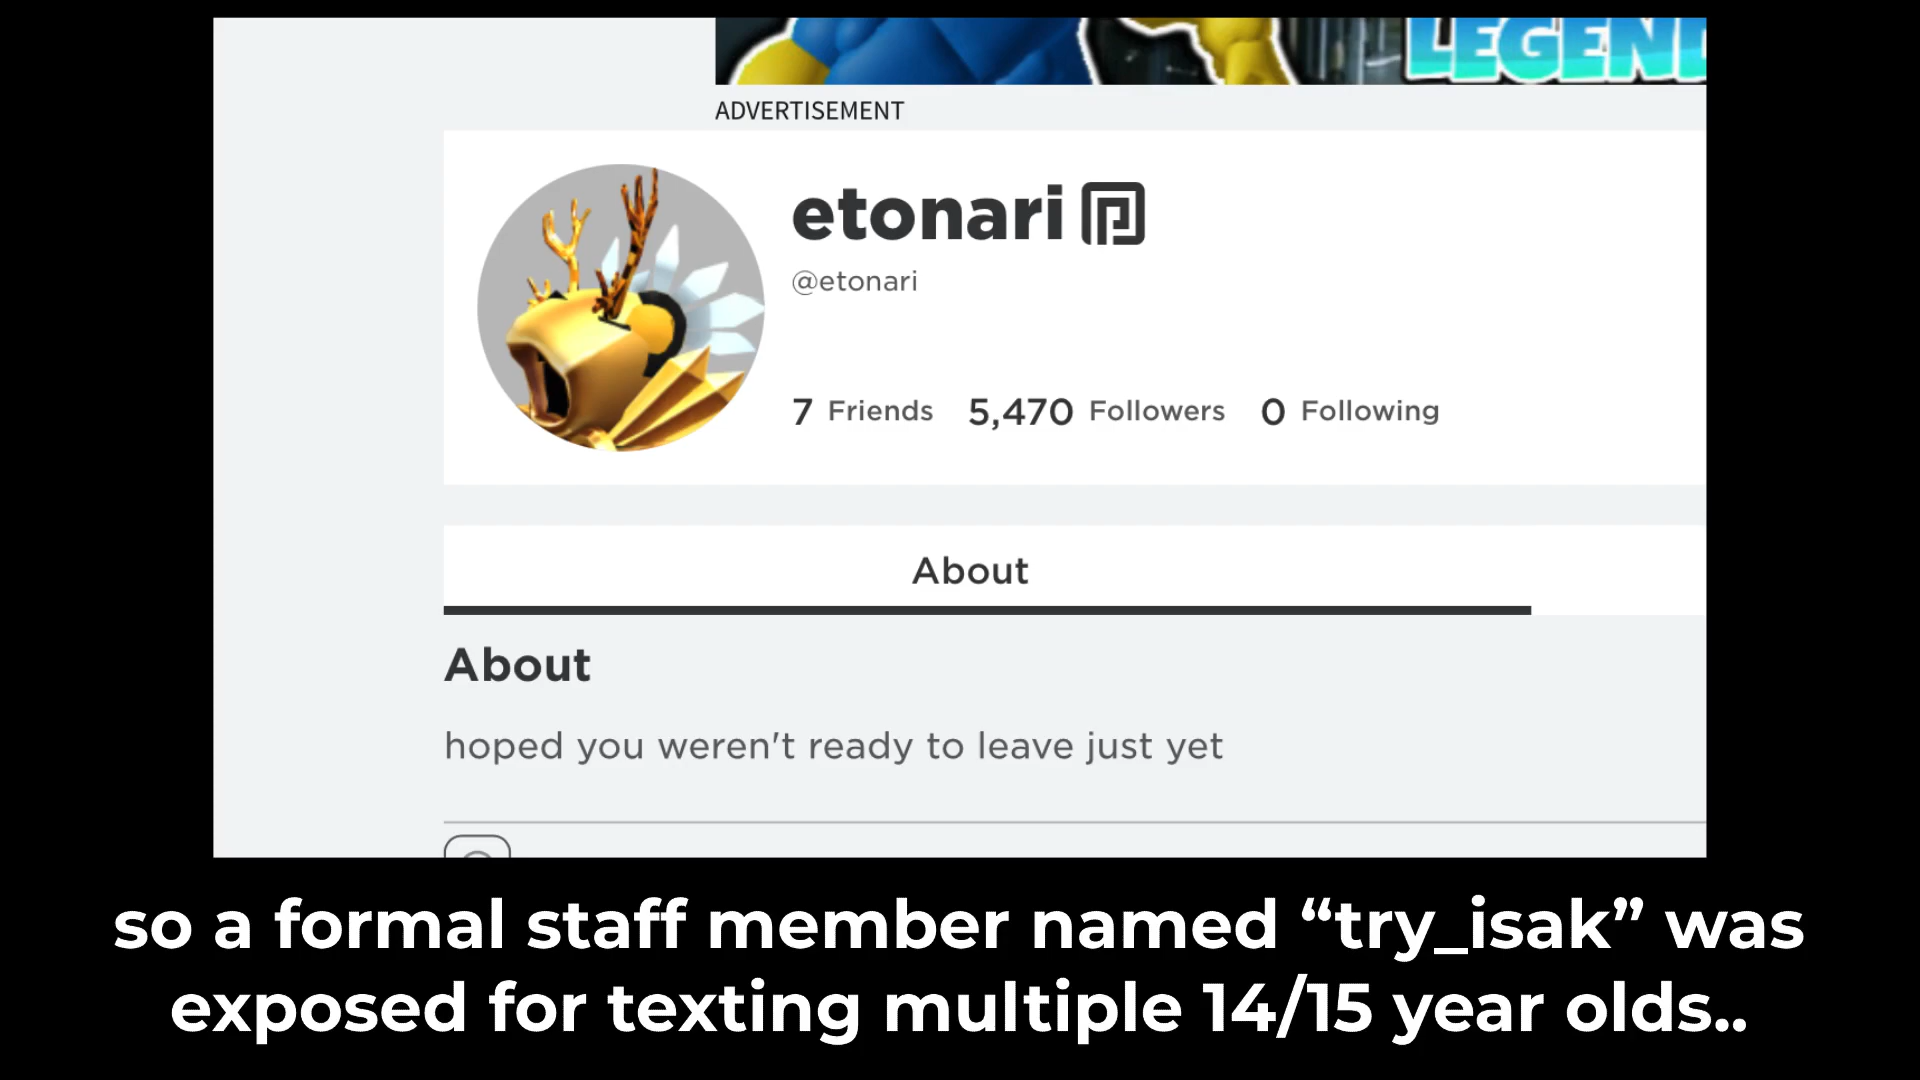 LEGEND
ADVERTISEMENT
etonari
@etonari
7 Friends 5,470 Followers 0 Following
About
About
hoped you weren't ready to leave just yet
so a formal staff member named “try_isak” was
exposed for texting multiple 14/15 year olds..